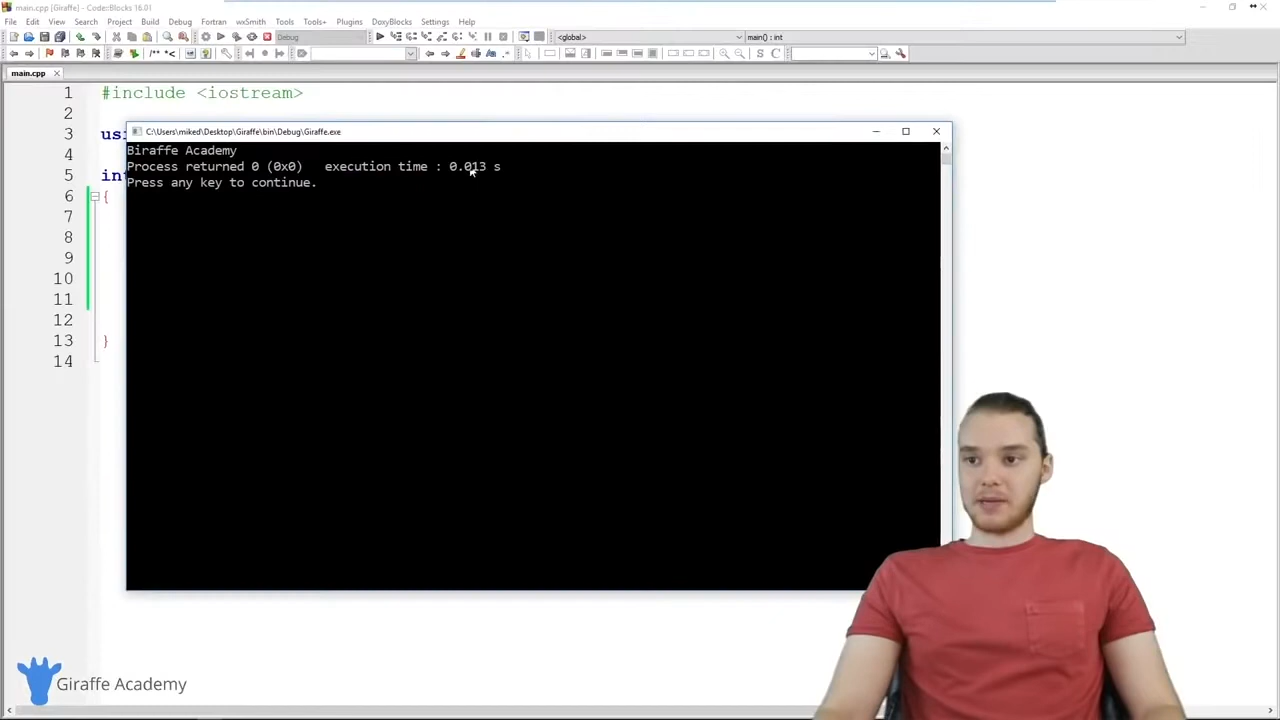 main.cpp [Giraffe] - Code::Blocks 16.01
File Edit View Search Project Build Debug Fortran wxSmith Tools Tools+ Plugins DoxyBlocks Settings Help
Debug <global> main() : int
main.cpp
1 #include <iostream>
2
3 usi
4
5 int
6 {
7
8
9
10
11
12
13 }
14
C:\Users\miked\Desktop\Giraffe\bin\Debug\Giraffe.exe
Biraffe Academy
Process returned 0 (0x0) execution time : 0.013 s
Press any key to continue.
Giraffe Academy